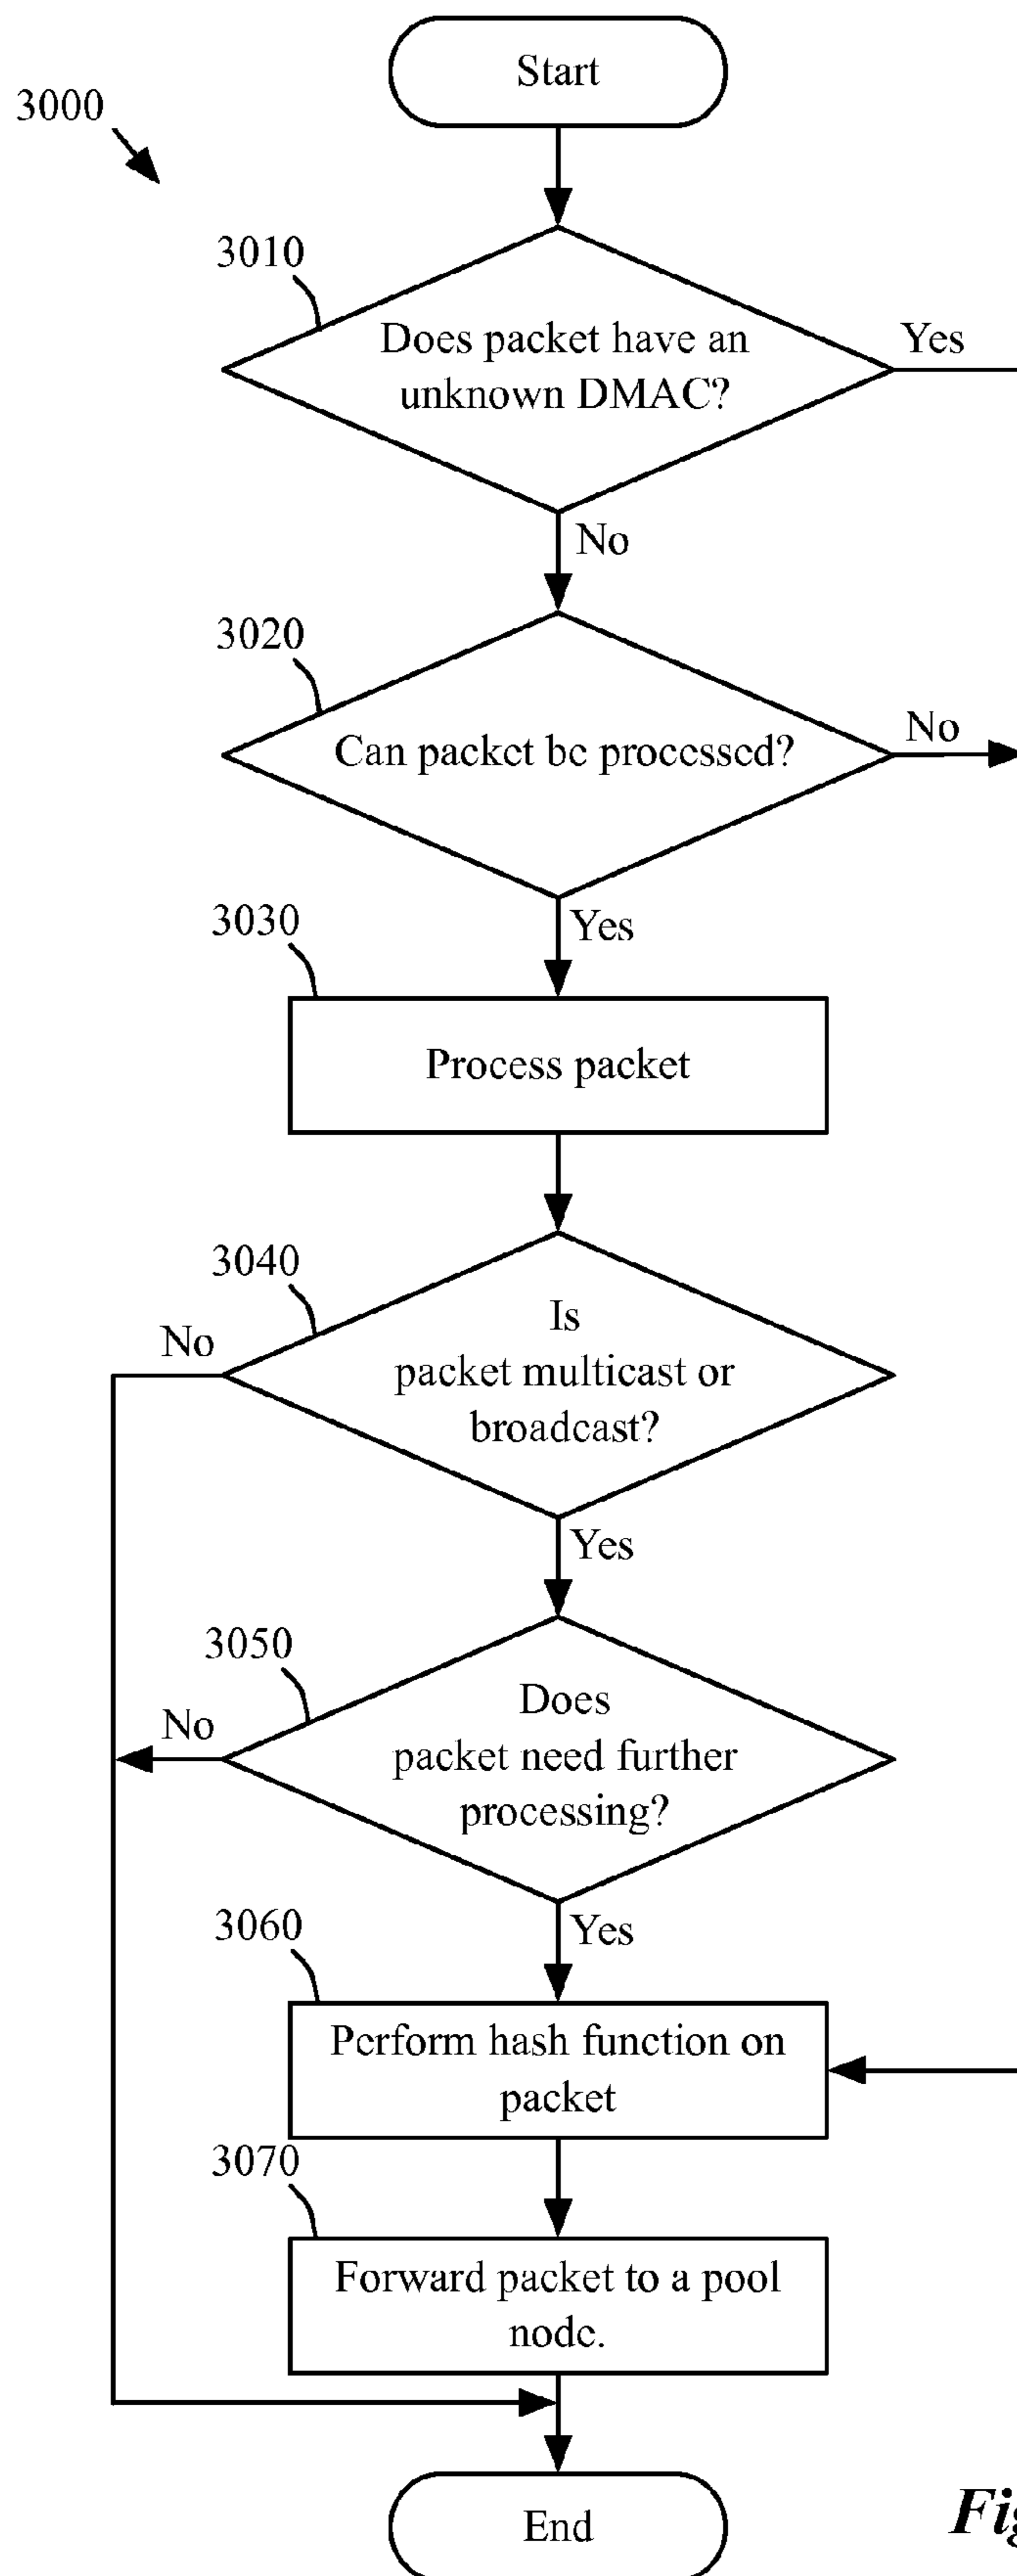 Start
3000
3010
Does packet have an
unknown DMAC?
Yes
No
3020
Can packet be processed?
No
Yes
3030
Process packet
3040
Is
packet multicast or
broadcast?
No
Yes
3050
Does
packet need further
processing?
No
Yes
3060
Perform hash function on
packet
3070
Forward packet to a pool
node.
End